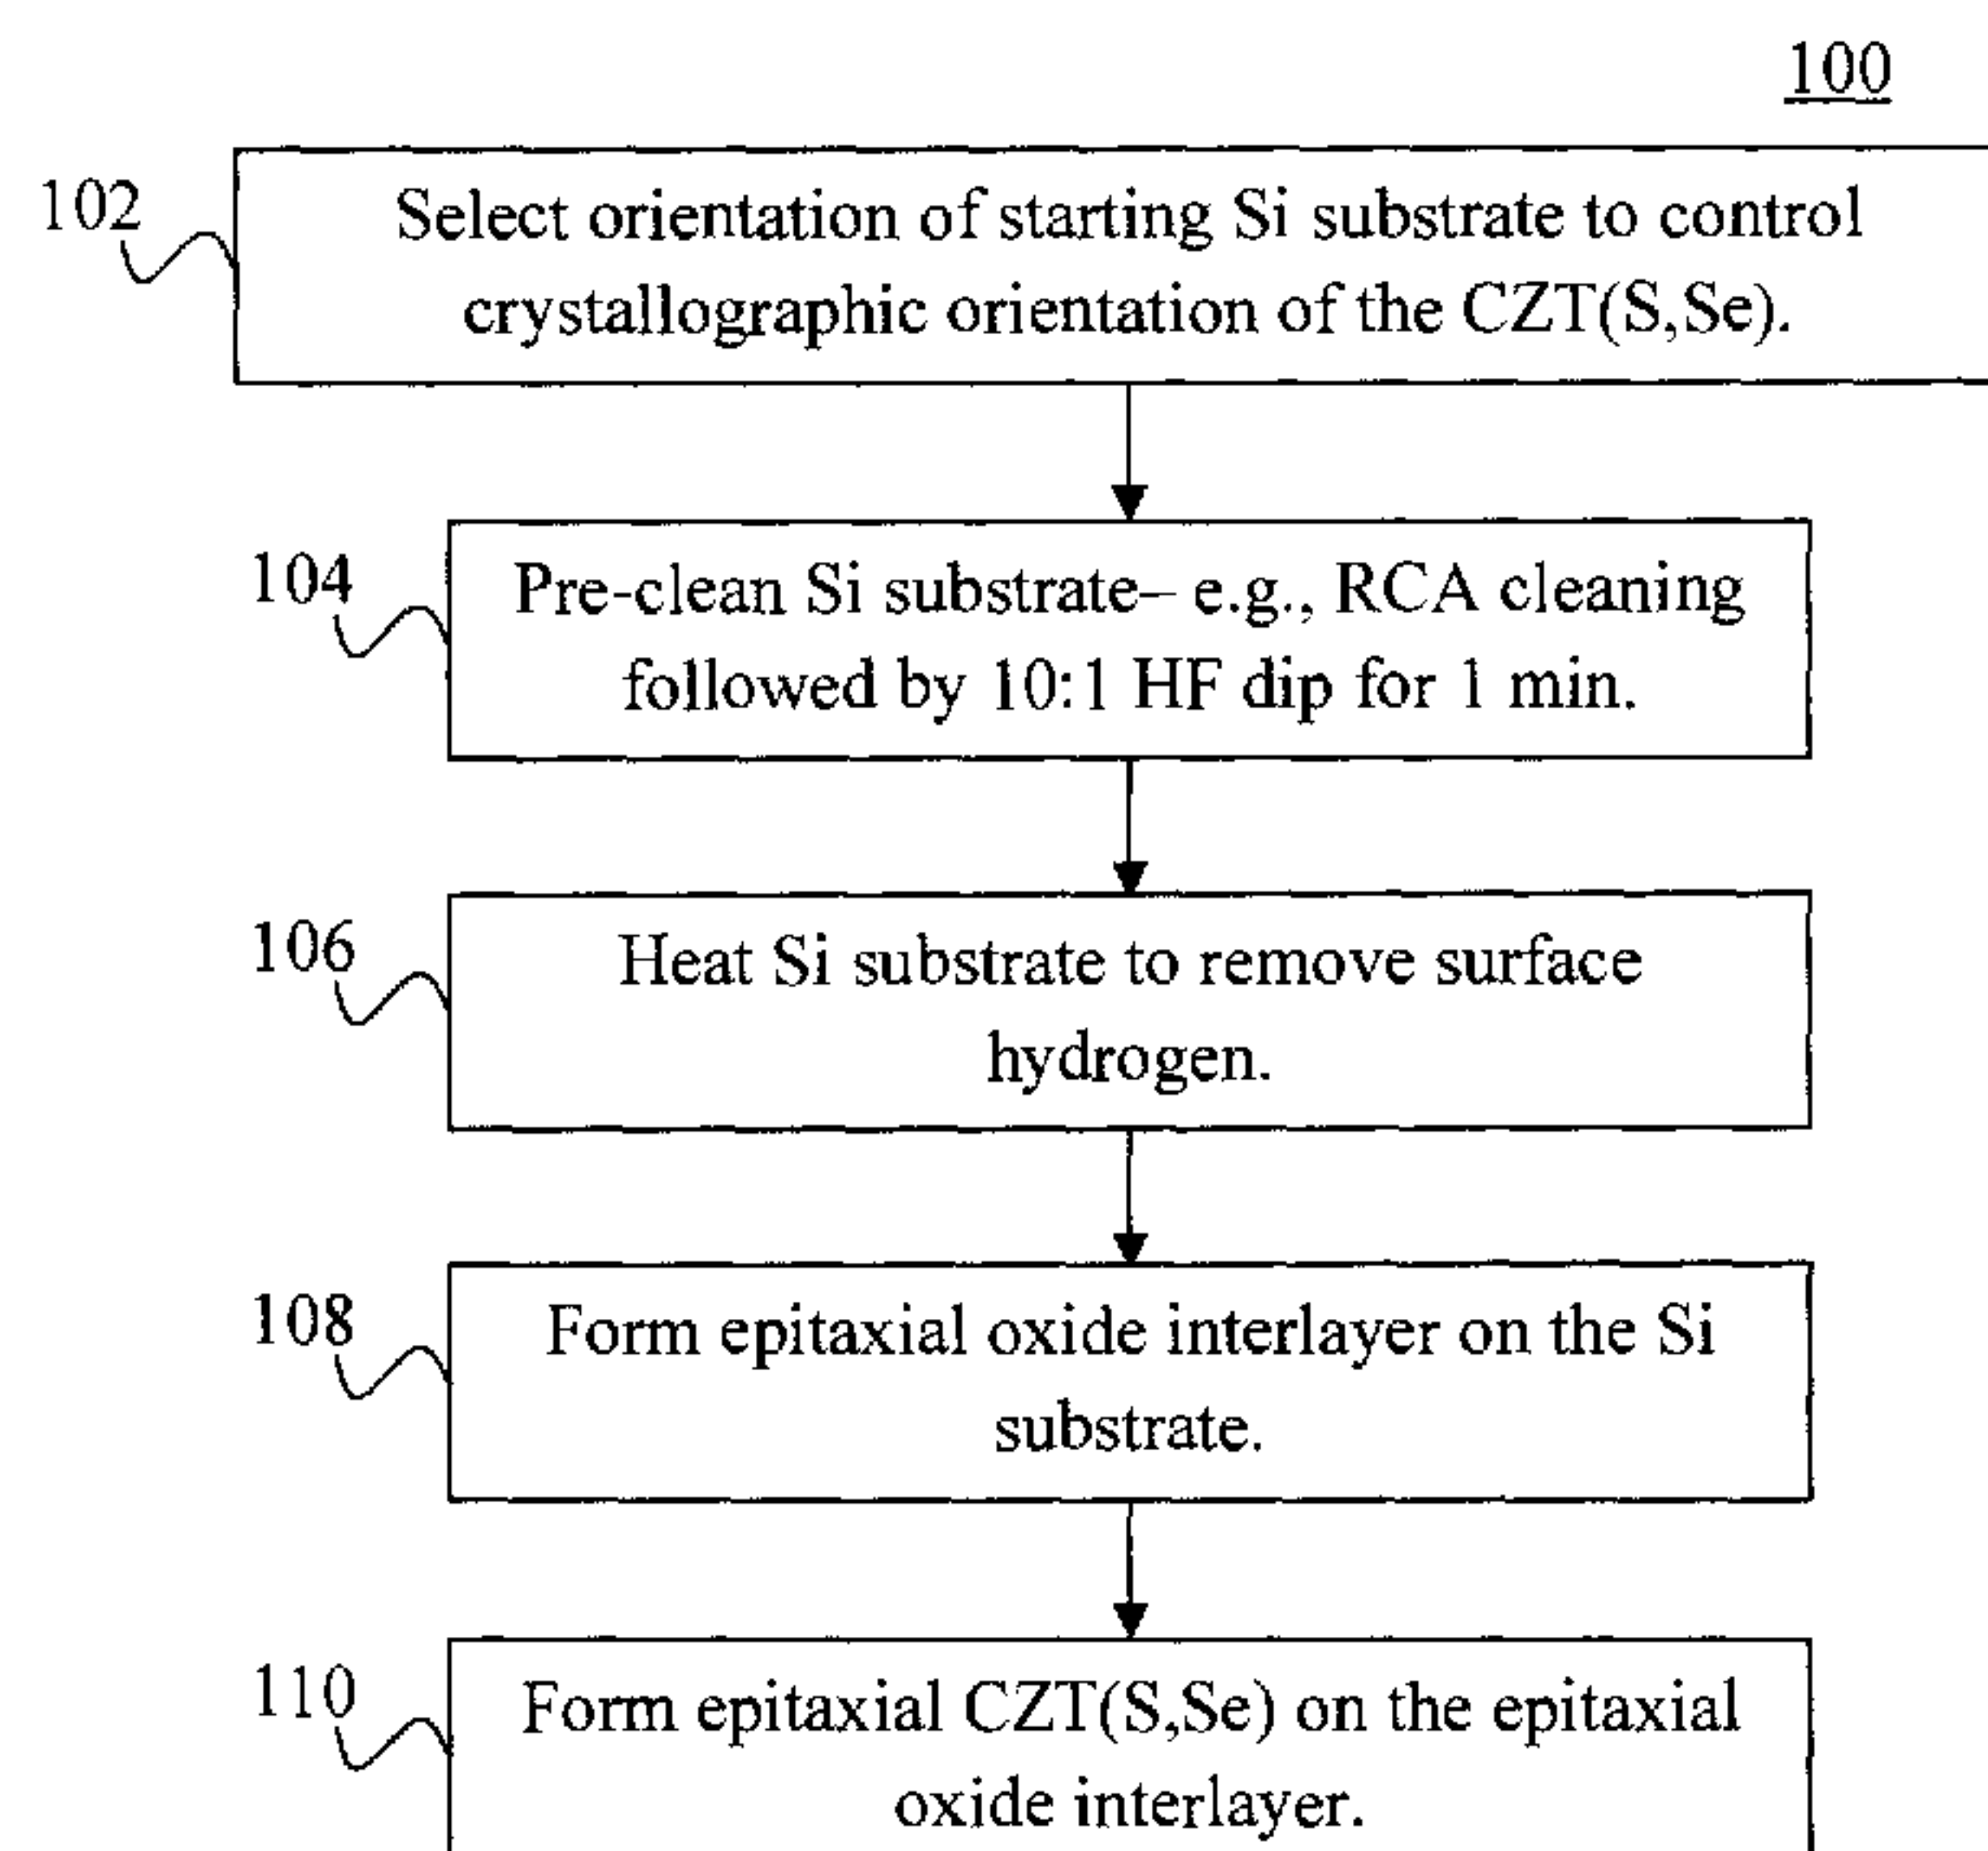 100
102
Select orientation of starting Si substrate to control
crystallographic orientation of the CZT(S,Se).
104
Pre-clean Si substrate– e.g., RCA cleaning
followed by 10:1 HF dip for 1 min.
106
Heat Si substrate to remove surface
hydrogen.
108
Form epitaxial oxide interlayer on the Si
substrate.
110
Form epitaxial CZT(S,Se) on the epitaxial
oxide interlayer.